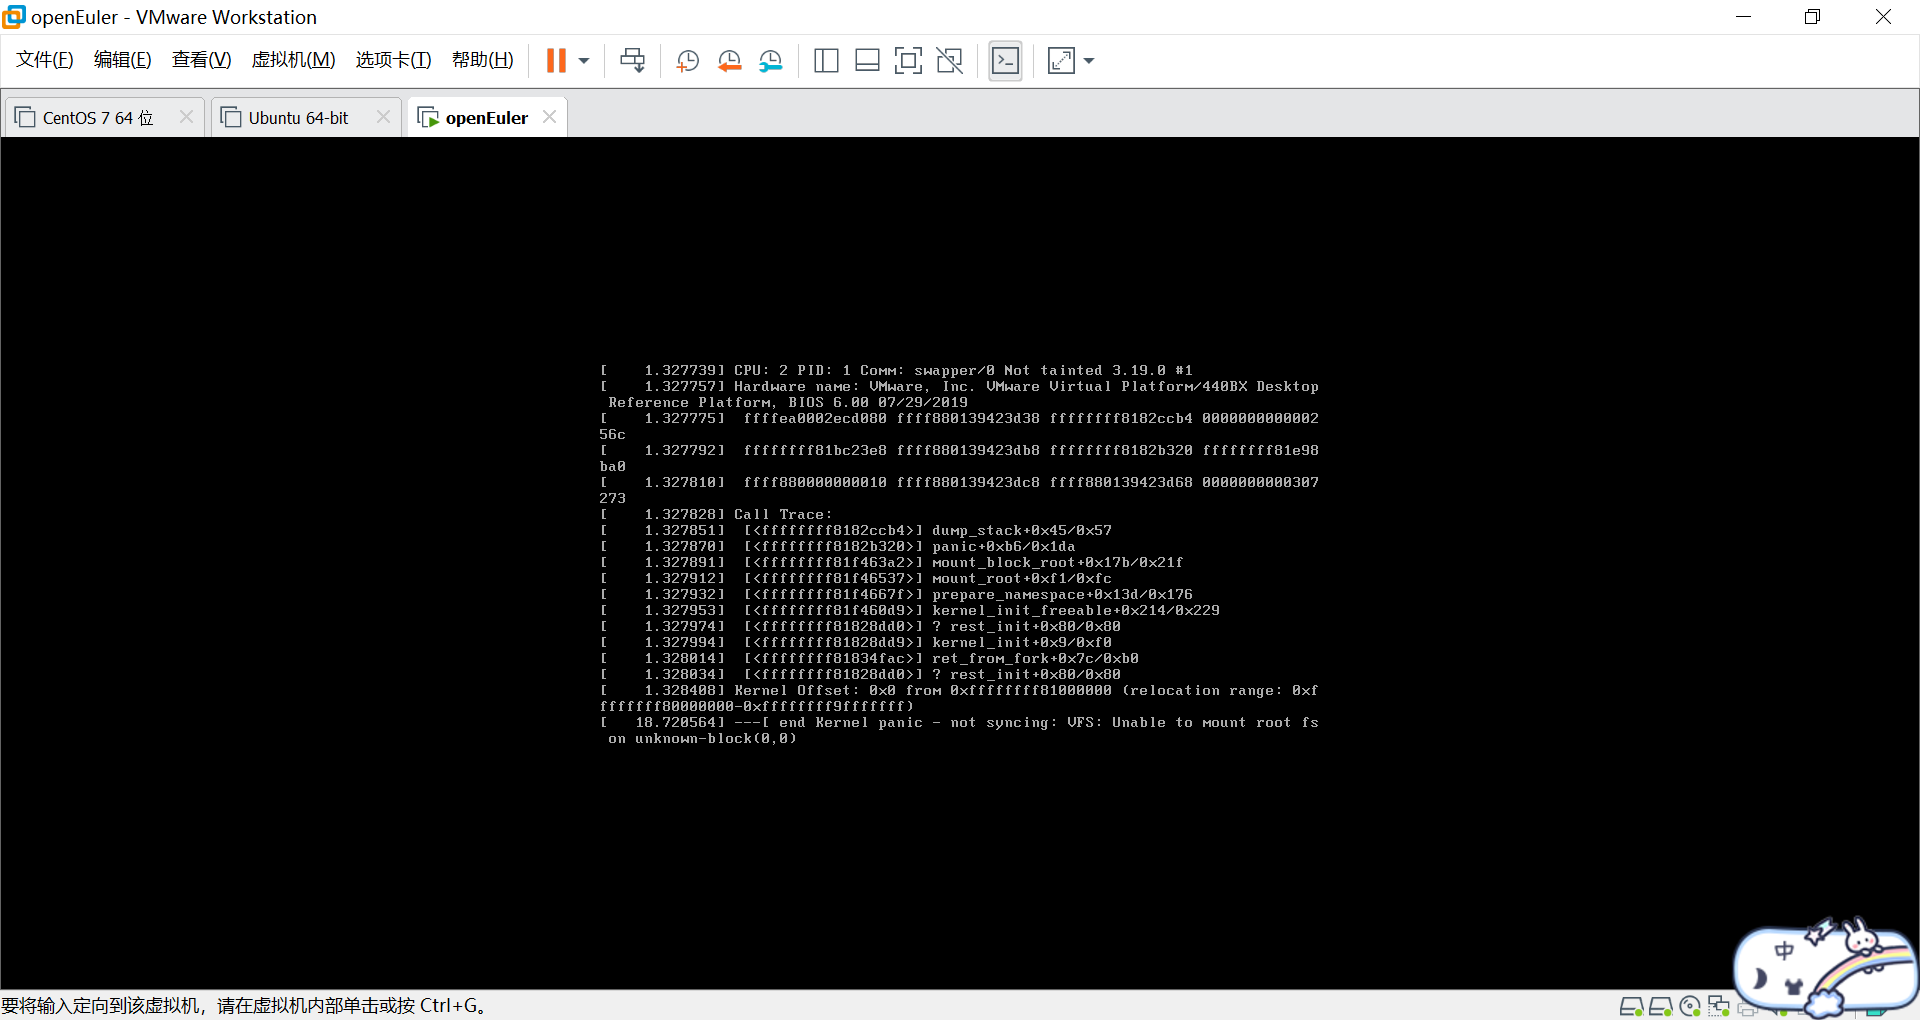 openEuler - VMware Workstation
文件(F) 编辑(E) 查看(V) 虚拟机(M) 选项卡(T) 帮助(H)
CentOS 7 64 位 Ubuntu 64-bit openEuler
[    1.327739] CPU: 2 PID: 1 Comm: swapper/0 Not tainted 3.19.0 #1
[    1.327757] Hardware name: VMware, Inc. VMware Virtual Platform/440BX Desktop
 Reference Platform, BIOS 6.00 07/29/2019
[    1.327775]  ffffea0002ecd080 ffff880139423d38 ffffffff8182ccb4 0000000000002
56c
[    1.327792]  ffffffff81bc23e8 ffff880139423db8 ffffffff8182b320 ffffffff81e98
ba0
[    1.327810]  ffff880000000010 ffff880139423dc8 ffff880139423d68 0000000000307
273
[    1.327828] Call Trace:
[    1.327851]  [<ffffffff8182ccb4>] dump_stack+0x45/0x57
[    1.327870]  [<ffffffff8182b320>] panic+0xb6/0x1da
[    1.327891]  [<ffffffff81f463a2>] mount_block_root+0x17b/0x21f
[    1.327912]  [<ffffffff81f46537>] mount_root+0xf1/0xfc
[    1.327932]  [<ffffffff81f4667f>] prepare_namespace+0x13d/0x176
[    1.327953]  [<ffffffff81f460d9>] kernel_init_freeable+0x214/0x229
[    1.327974]  [<ffffffff81828dd0>] ? rest_init+0x80/0x80
[    1.327994]  [<ffffffff81828dd9>] kernel_init+0x9/0xf0
[    1.328014]  [<ffffffff81834fac>] ret_from_fork+0x7c/0xb0
[    1.328034]  [<ffffffff81828dd0>] ? rest_init+0x80/0x80
[    1.328408] Kernel Offset: 0x0 from 0xffffffff81000000 (relocation range: 0xf
fffffff80000000-0xffffffff9fffffff)
[   18.720564] ---[ end Kernel panic - not syncing: VFS: Unable to mount root fs
 on unknown-block(0,0)
中
要将输入定向到该虚拟机，请在虚拟机内部单击或按 Ctrl+G。